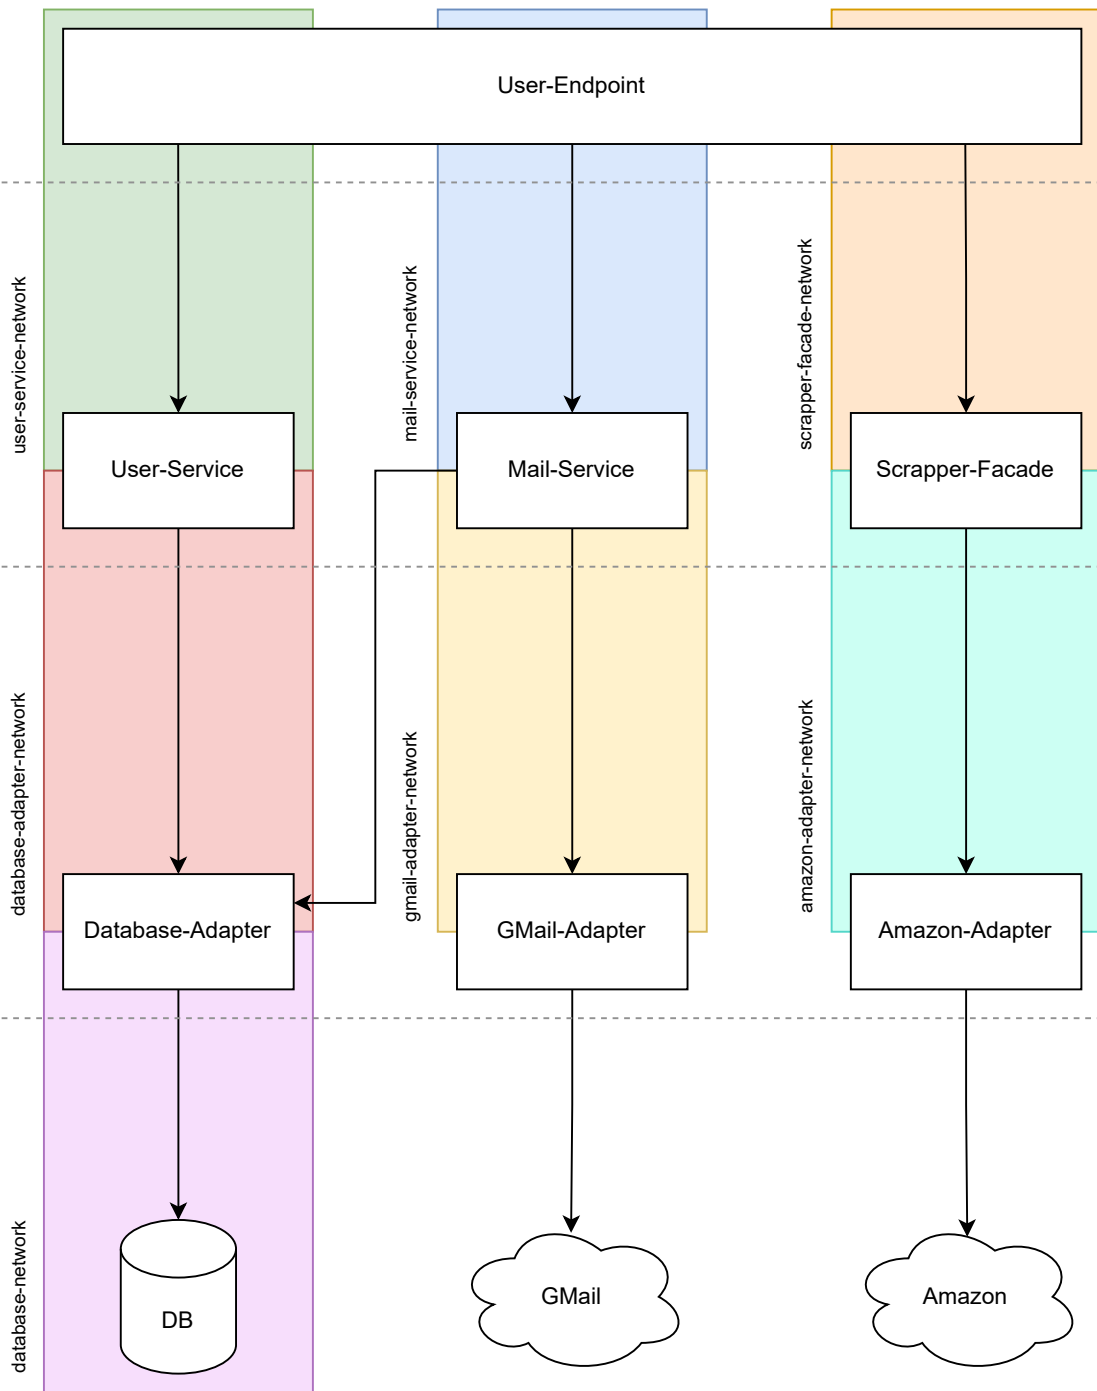 User-Endpoint
user-service-network
mail-service-network
scrapper-facade-network
User-Service
Mail-Service
Scrapper-Facade
database-adapter-network
gmail-adapter-network
amazon-adapter-network
Database-Adapter
GMail-Adapter
Amazon-Adapter
database-network
DB
GMail
Amazon